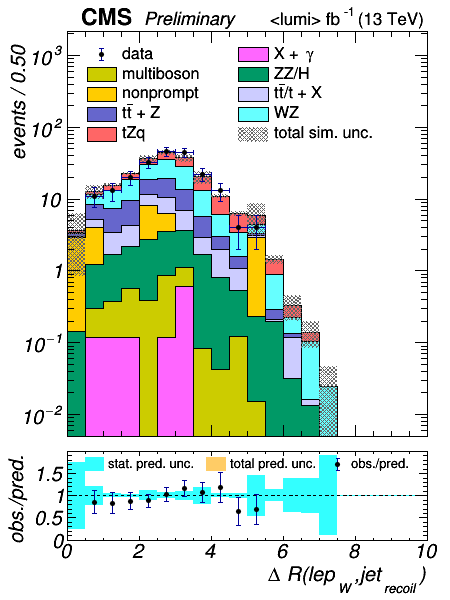 CMS Preliminary <lumi> fb⁻¹ (13 TeV)
events / 0.50
10³
10²
10
1
10⁻¹
10⁻²
data
multiboson
nonprompt
tt̄ + Z
tZq
X + γ
ZZ/H
tt̄/t + X
WZ
total sim. unc.
obs./pred.
1.5
1
0.5
0
stat. pred. unc. total pred. unc. obs./pred.
0 2 4 6 8 10
Δ R(lep_W, jet_recoil)